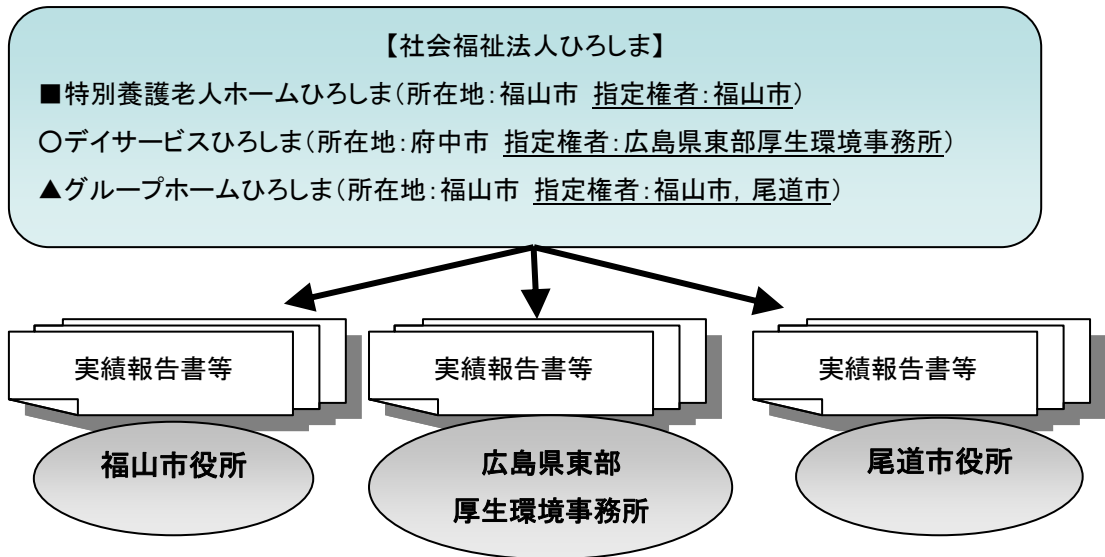 【社会福祉法人ひろしま】
■特別養護老人ホームひろしま(所在地:福山市 指定権者:福山市)
○デイサービスひろしま(所在地:府中市 指定権者:広島県東部厚生環境事務所)
▲グループホームひろしま(所在地:福山市 指定権者:福山市,尾道市)
実績報告書等
実績報告書等
実績報告書等
福山市役所
広島県東部
厚生環境事務所
尾道市役所